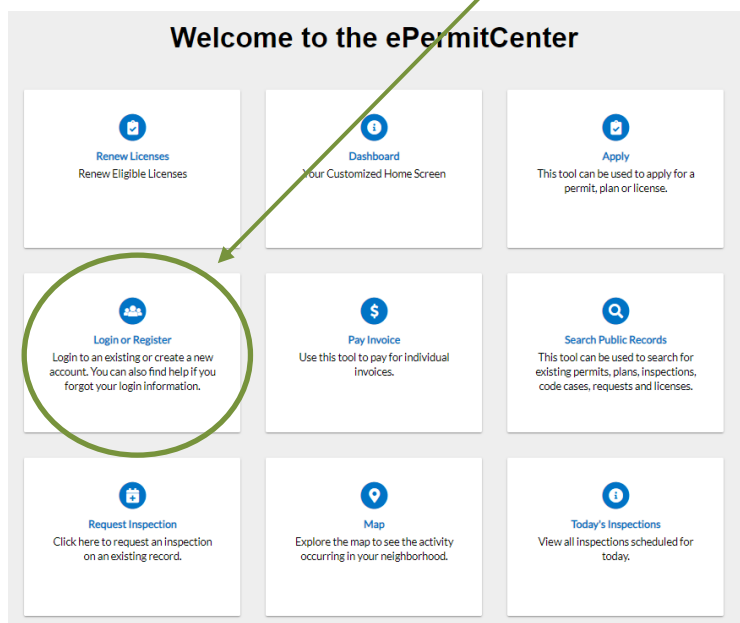 Welcome to the ePermitCenter
Renew Licenses
Renew Eligible Licenses
Dashboard
Your Customized Home Screen
Apply
This tool can be used to apply for a
permit, plan or license.
Login or Register
Login to an existing or create a new
account. You can also find help if you
forgot your login information.
Pay Invoice
Use this tool to pay for individual
invoices.
Search Public Records
This tool can be used to search for
existing permits, plans, inspections,
code cases, requests and licenses.
Request Inspection
Click here to request an inspection
on an existing record.
Map
Explore the map to see the activity
occurring in your neighborhood.
Today's Inspections
View all inspections scheduled for
today.